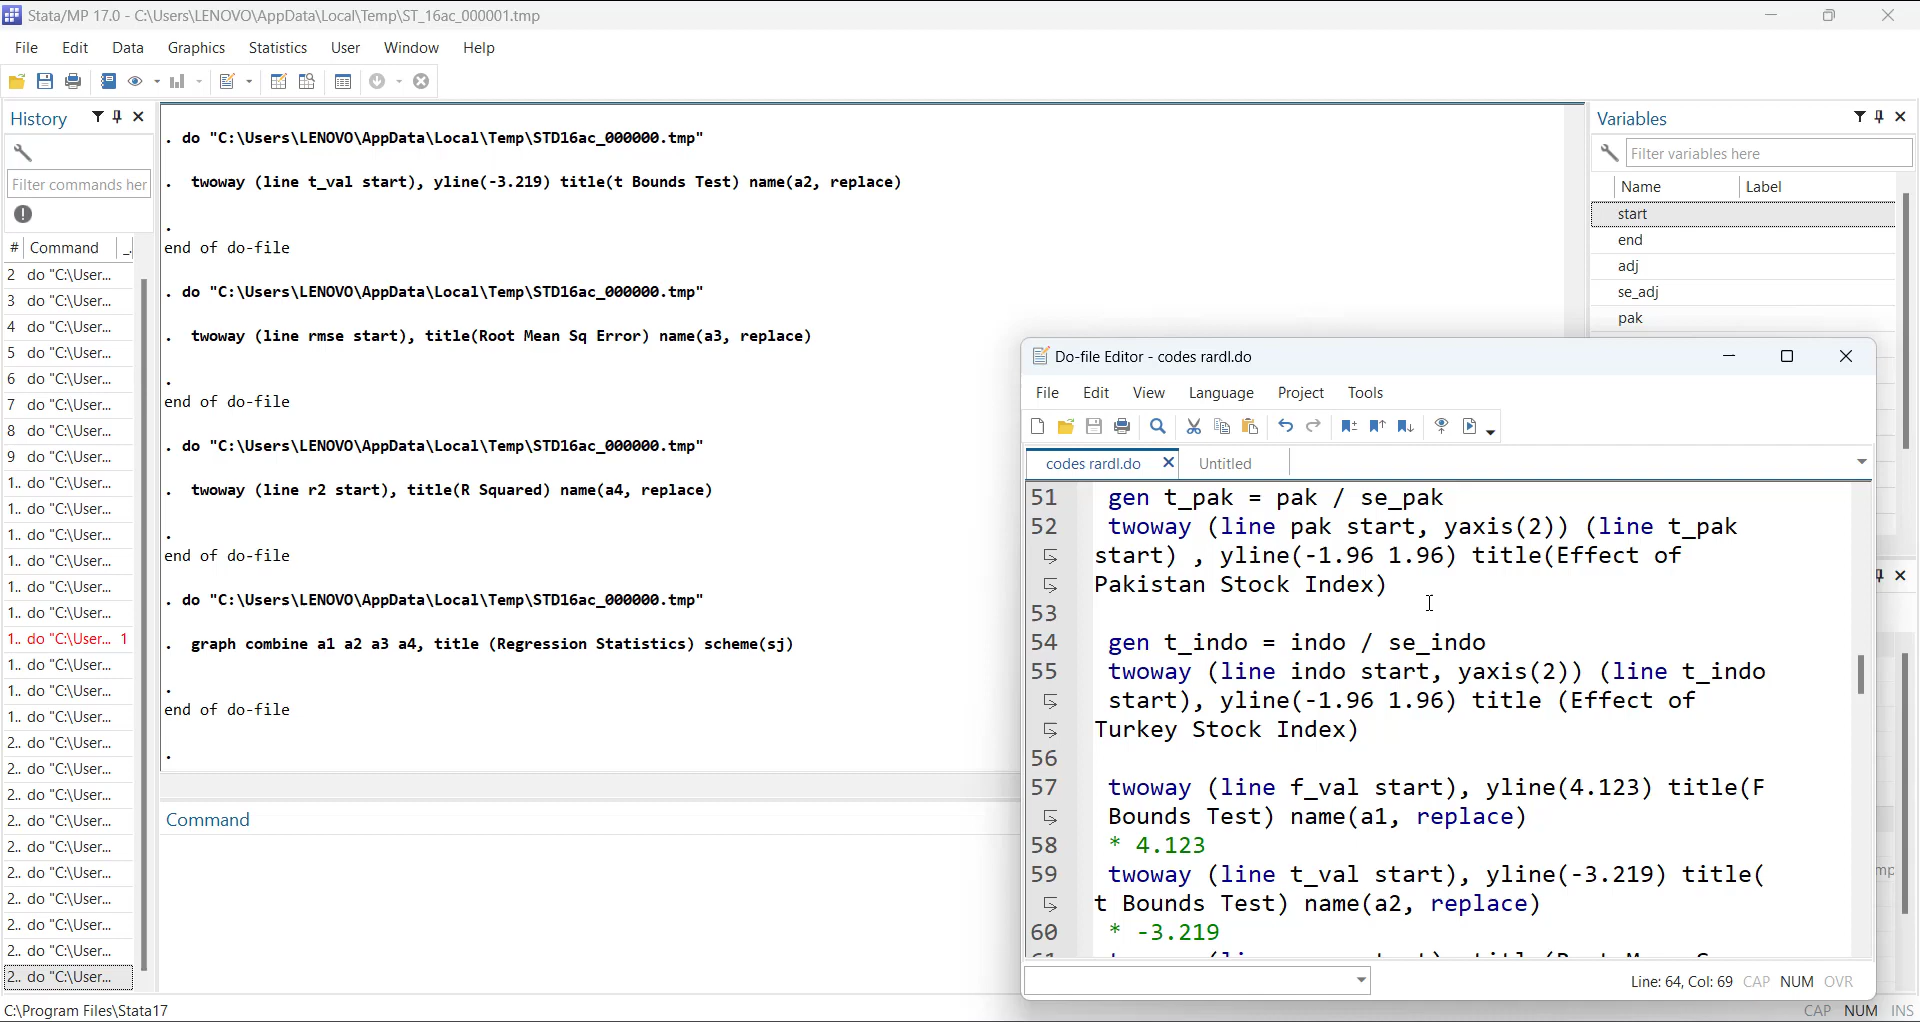 Stata/MP 17.0 - C:\Users\LENOVO\AppData\Local\Temp\ST_16ac_000001.tmp
File Edit Data Graphics Statistics User Window Help
History
Filter commands her
# Command
2 do "C:\User...
3 do "C:\User...
4 do "C:\User...
5 do "C:\User...
6 do "C:\User...
7 do "C:\User...
8 do "C:\User...
9 do "C:\User...
1.. do "C:\User...
1.. do "C:\User...
1.. do "C:\User...
1.. do "C:\User...
1.. do "C:\User...
1.. do "C:\User...
1.. do "C:\User... 1
1.. do "C:\User...
1.. do "C:\User...
1.. do "C:\User...
2.. do "C:\User...
2.. do "C:\User...
2.. do "C:\User...
2.. do "C:\User...
2.. do "C:\User...
2.. do "C:\User...
2.. do "C:\User...
2.. do "C:\User...
2.. do "C:\User...
2.. do "C:\User...
. do "C:\Users\LENOVO\AppData\Local\Temp\STD16ac_000000.tmp"
. twoway (line t_val start), yline(-3.219) title(t Bounds Test) name(a2, replace)
.
end of do-file
. do "C:\Users\LENOVO\AppData\Local\Temp\STD16ac_000000.tmp"
. twoway (line rmse start), title(Root Mean Sq Error) name(a3, replace)
.
end of do-file
. do "C:\Users\LENOVO\AppData\Local\Temp\STD16ac_000000.tmp"
. twoway (line r2 start), title(R Squared) name(a4, replace)
.
end of do-file
. do "C:\Users\LENOVO\AppData\Local\Temp\STD16ac_000000.tmp"
. graph combine a1 a2 a3 a4, title (Regression Statistics) scheme(sj)
.
end of do-file
.
Command
Variables
Filter variables here
Name Label
start
end
adj
se_adj
pak
Do-file Editor - codes rardl.do
File Edit View Language Project Tools
codes rardl.do Untitled
51 gen t_pak = pak / se_pak
52 twoway (line pak start, yaxis(2)) (line t_pak
start) , yline(-1.96 1.96) title(Effect of
Pakistan Stock Index)
53
54 gen t_indo = indo / se_indo
55 twoway (line indo start, yaxis(2)) (line t_indo
start), yline(-1.96 1.96) title (Effect of
Turkey Stock Index)
56
57 twoway (line f_val start), yline(4.123) title(F
Bounds Test) name(a1, replace)
58 * 4.123
59 twoway (line t_val start), yline(-3.219) title(
t Bounds Test) name(a2, replace)
60 * -3.219
Line: 64, Col: 69 CAP NUM OVR
mp
C:\Program Files\Stata17
CAP NUM INS